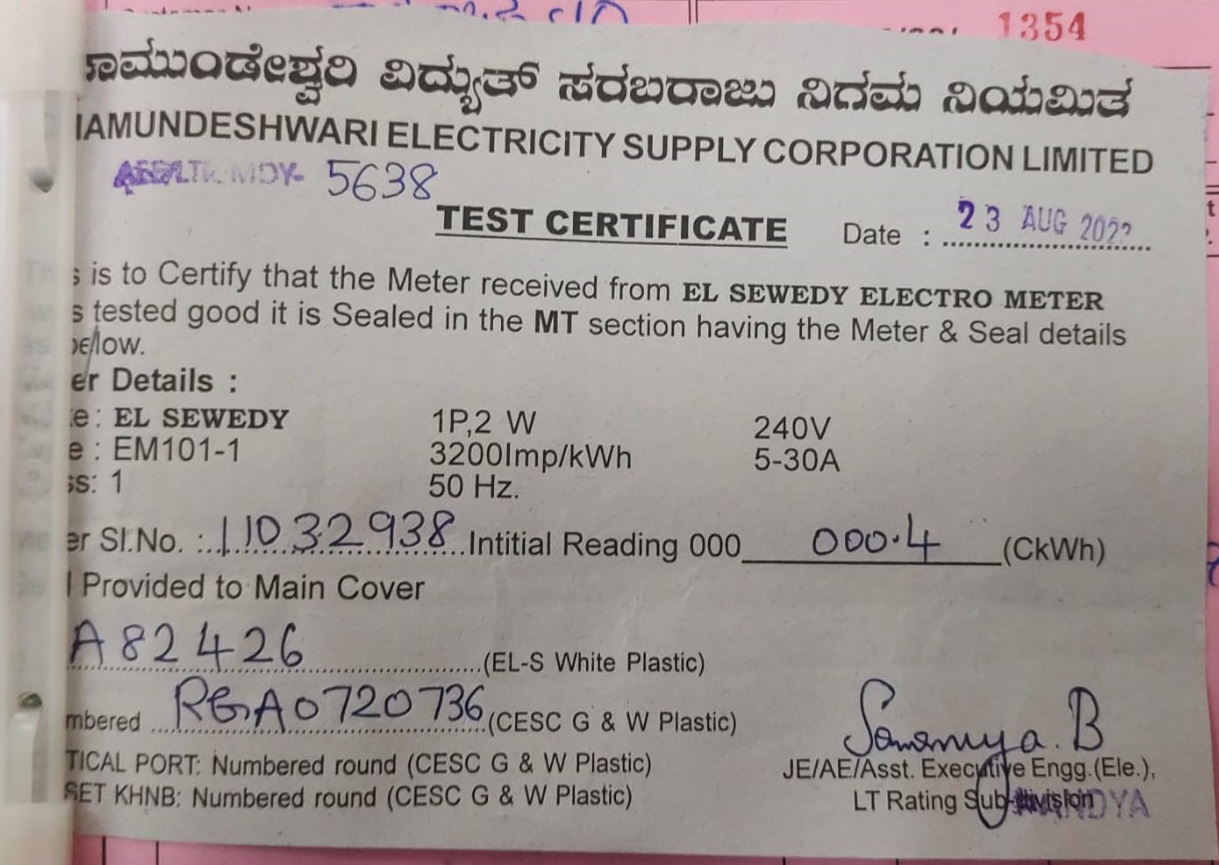 1354
ಚಾಮುಂಡೇಶ್ವರಿ ವಿದ್ಯುತ್ ಸರಬರಾಜು ನಿಗಮ ನಿಯಮಿತ
IAMUNDESHWARI ELECTRICITY SUPPLY CORPORATION LIMITED
MDY- 5638
TEST CERTIFICATE Date : 23 AUG 2022
s is to Certify that the Meter received from EL SEWEDY ELECTRO METER
s tested good it is Sealed in the MT section having the Meter & Seal details
below.
er Details :
e: EL SEWEDY 1P,2 W 240V
e : EM101-1 3200Imp/kWh 5-30A
ss: 1 50 Hz.
er Sl.No. : 11032938 Intitial Reading 000 000.4 (CkWh)
l Provided to Main Cover
A82426 (EL-S White Plastic)
mbered RGA0720736 (CESC G & W Plastic)
TICAL PORT: Numbered round (CESC G & W Plastic)
SET KHNB: Numbered round (CESC G & W Plastic)
B
JE/AE/Asst. Executive Engg.(Ele.),
LT Rating Sub-division MANDYA